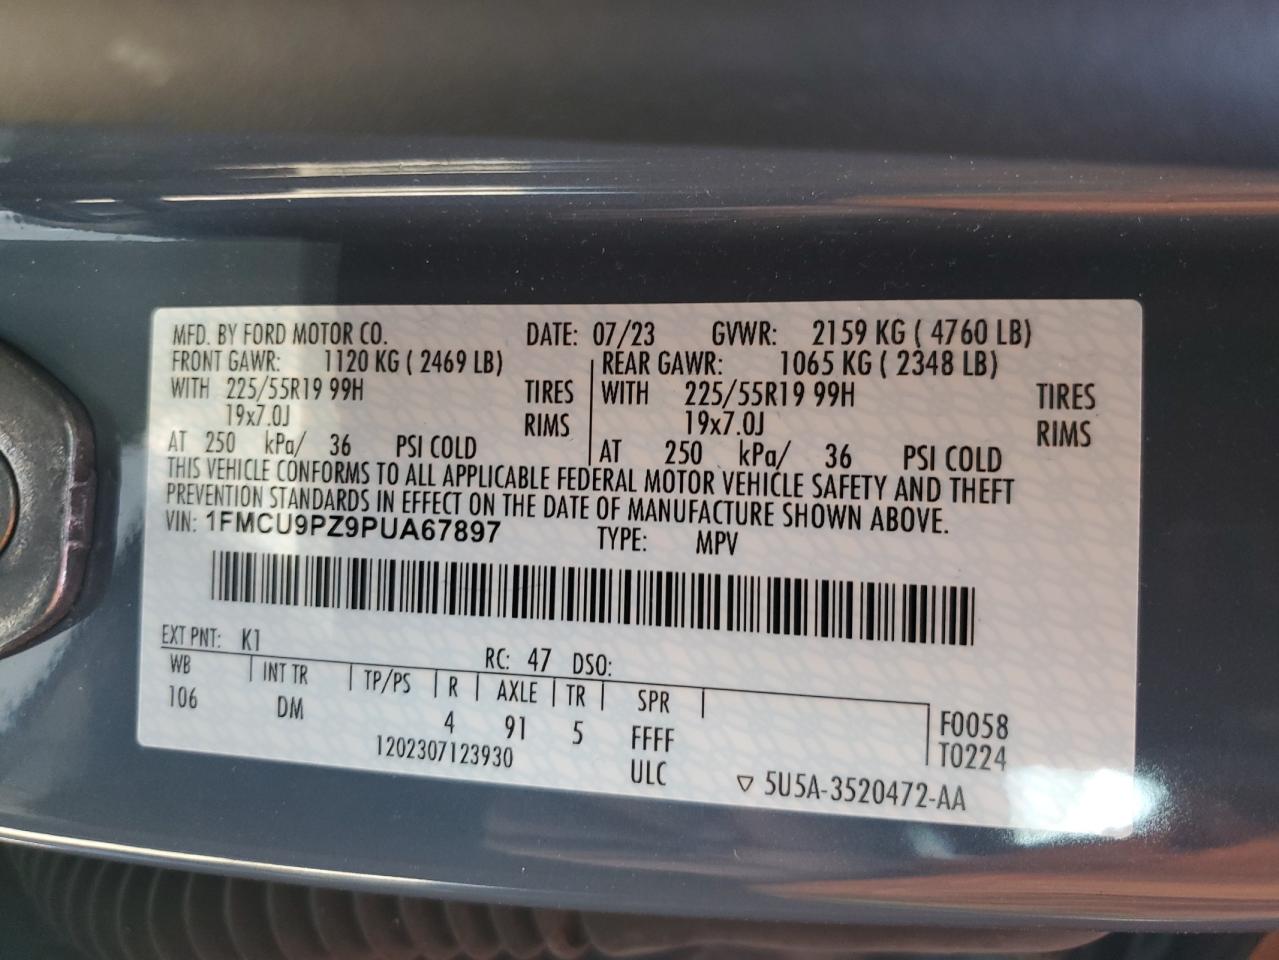 MFD. BY FORD MOTOR CO. DATE: 07/23 GVWR: 2159 KG ( 4760 LB)
FRONT GAWR: 1120 KG ( 2469 LB) REAR GAWR: 1065 KG ( 2348 LB)
WITH 225/55R19 99H TIRES WITH 225/55R19 99H TIRES
19x7.0J RIMS 19x7.0J RIMS
AT 250 kPa/ 36 PSI COLD AT 250 kPa/ 36 PSI COLD
THIS VEHICLE CONFORMS TO ALL APPLICABLE FEDERAL MOTOR VEHICLE SAFETY AND THEFT
PREVENTION STANDARDS IN EFFECT ON THE DATE OF MANUFACTURE SHOWN ABOVE.
VIN: 1FMCU9PZ9PUA67897 TYPE: MPV
EXT PNT: K1 RC: 47 DSO:
WB INT TR TP/PS R AXLE TR SPR
106 DM 4 91 5 FFFF F0058
1202307123930 ULC T0224
▽ 5U5A-3520472-AA